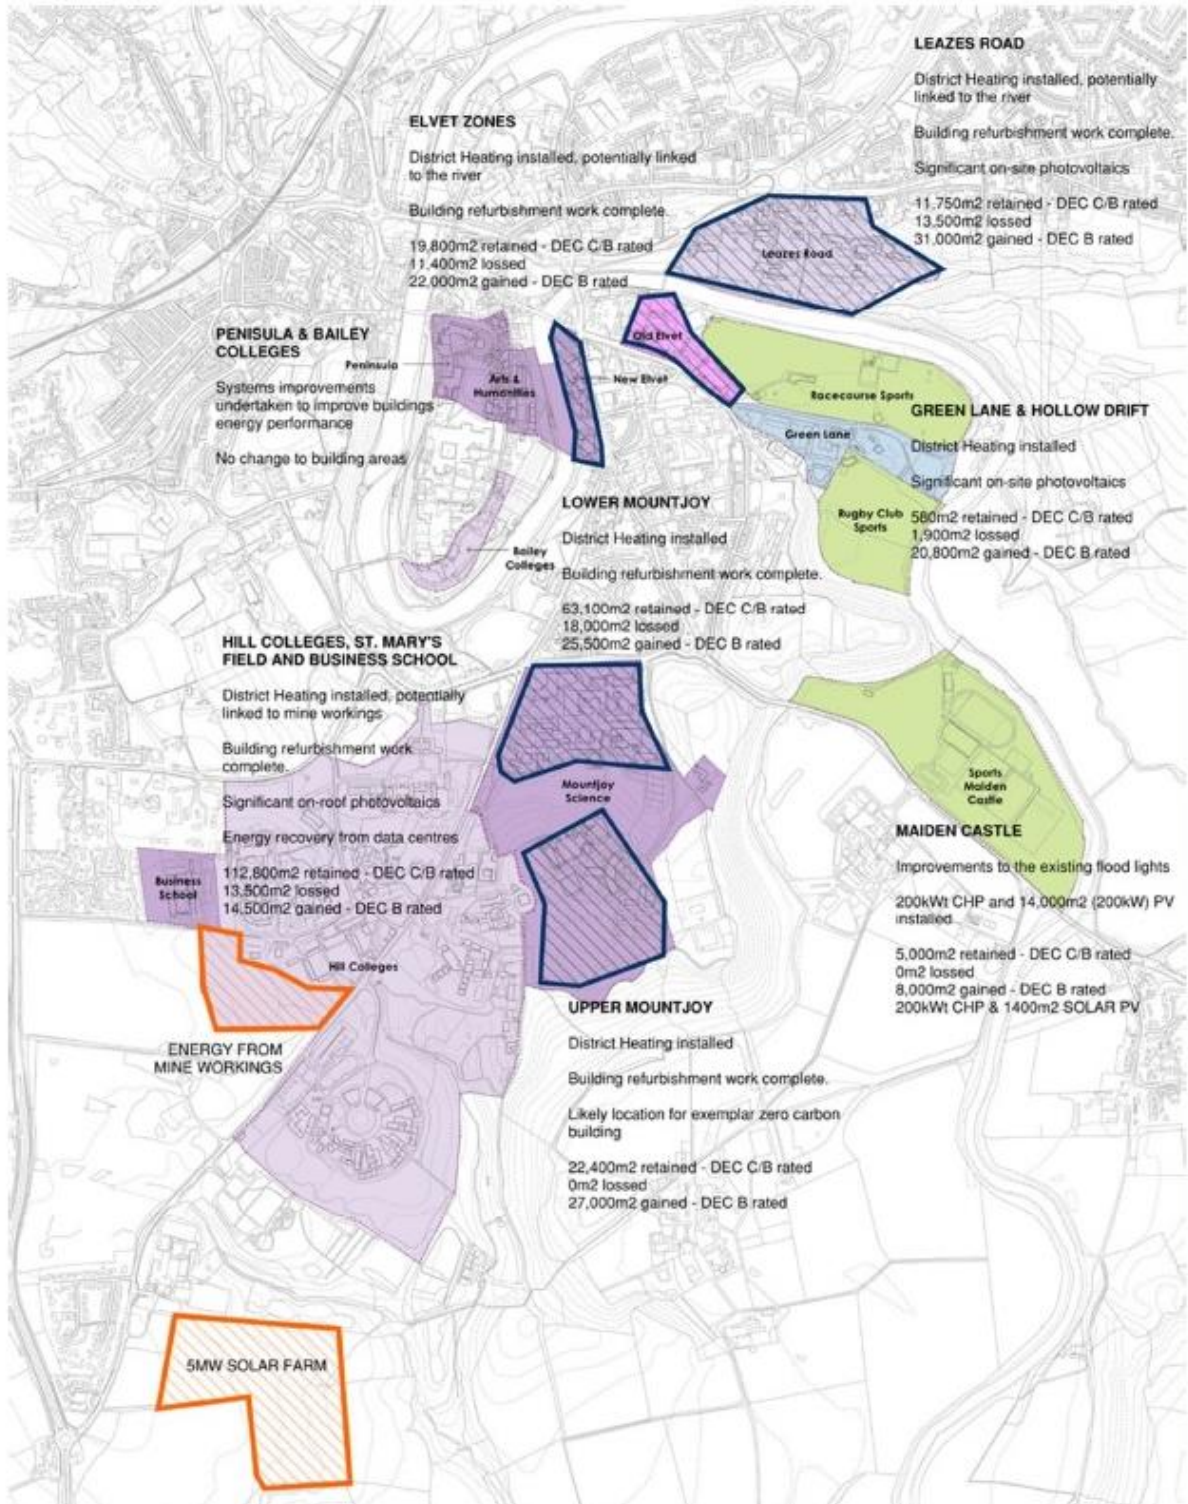 LEAZES ROAD
District Heating installed, potentially
linked to the river
Building refurbishment work complete.
Significant on-site photovoltaics
11,750m2 retained - DEC C/B rated
13,500m2 lossed
31,000m2 gained - DEC B rated
ELVET ZONES
District Heating installed, potentially linked
to the river
Building refurbishment work complete.
19,800m2 retained - DEC C/B rated
11,400m2 lossed
22,000m2 gained - DEC B rated
Leazes Road
PENISULA & BAILEY
COLLEGES
Systems improvements
undertaken to improve buildings
energy performance
No change to building areas
Peninsula
Arts &
Humanities
New Elvet
Old Elvet
Racecourse Sports
Green Lane
Rugby Club
Sports
GREEN LANE & HOLLOW DRIFT
District Heating installed
Significant on-site photovoltaics
580m2 retained - DEC C/B rated
1,900m2 lossed
20,800m2 gained - DEC B rated
Bailey
Colleges
LOWER MOUNTJOY
District Heating installed
Building refurbishment work complete.
63,100m2 retained - DEC C/B rated
18,000m2 lossed
25,500m2 gained - DEC B rated
HILL COLLEGES, ST. MARY'S
FIELD AND BUSINESS SCHOOL
District Heating installed, potentially
linked to mine workings
Building refurbishment work
complete.
Significant on-roof photovoltaics
Energy recovery from data centres
112,800m2 retained - DEC C/B rated
13,500m2 lossed
14,500m2 gained - DEC B rated
Business
School
Hill Colleges
Mountjoy
Science
Sports
Maiden
Castle
MAIDEN CASTLE
Improvements to the existing flood lights
200kWt CHP and 14,000m2 (200kW) PV
installed
5,000m2 retained - DEC C/B rated
0m2 lossed
8,000m2 gained - DEC B rated
200kWt CHP & 1400m2 SOLAR PV
ENERGY FROM
MINE WORKINGS
UPPER MOUNTJOY
District Heating installed
Building refurbishment work complete.
Likely location for exemplar zero carbon
building
22,400m2 retained - DEC C/B rated
0m2 lossed
27,000m2 gained - DEC B rated
5MW SOLAR FARM